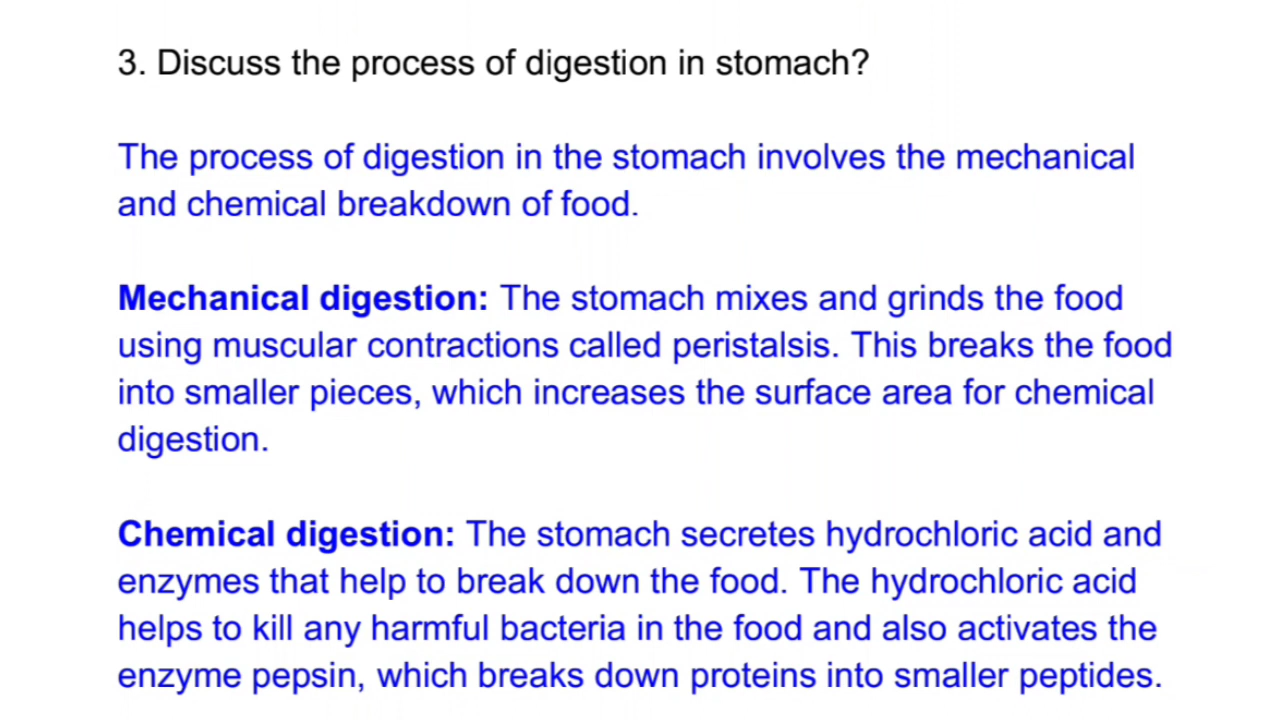 3. Discuss the process of digestion in stomach?
The process of digestion in the stomach involves the mechanical
and chemical breakdown of food.
Mechanical digestion: The stomach mixes and grinds the food
using muscular contractions called peristalsis. This breaks the food
into smaller pieces, which increases the surface area for chemical
digestion.
Chemical digestion: The stomach secretes hydrochloric acid and
enzymes that help to break down the food. The hydrochloric acid
helps to kill any harmful bacteria in the food and also activates the
enzyme pepsin, which breaks down proteins into smaller peptides.